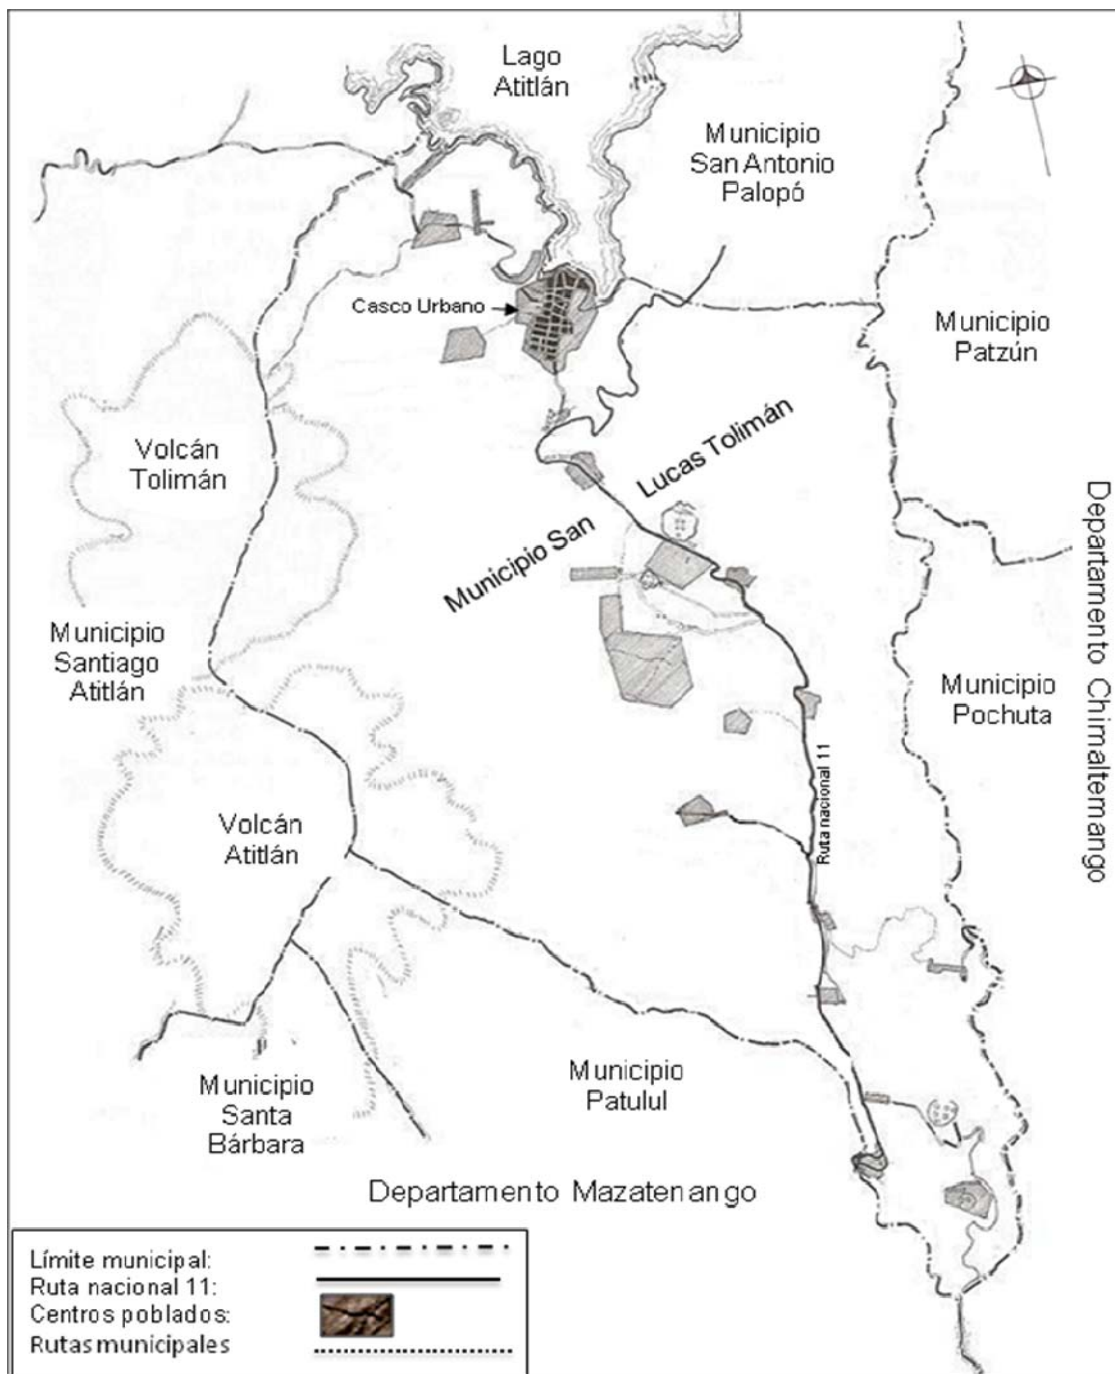 Lago
Atitlán
Municipio
San Antonio
Palopó
Casco Urbano
Municipio
Patzún
Volcán
Tolimán
Municipio San Lucas Tolimán
Departamento Chimaltemango
Municipio
Santiago
Atitlán
Municipio
Pochuta
Ruta nacional 11
Volcán
Atitlán
Municipio
Santa
Bárbara
Municipio
Patulul
Departamento Mazatenango
Límite municipal:
Ruta nacional 11:
Centros poblados:
Rutas municipales